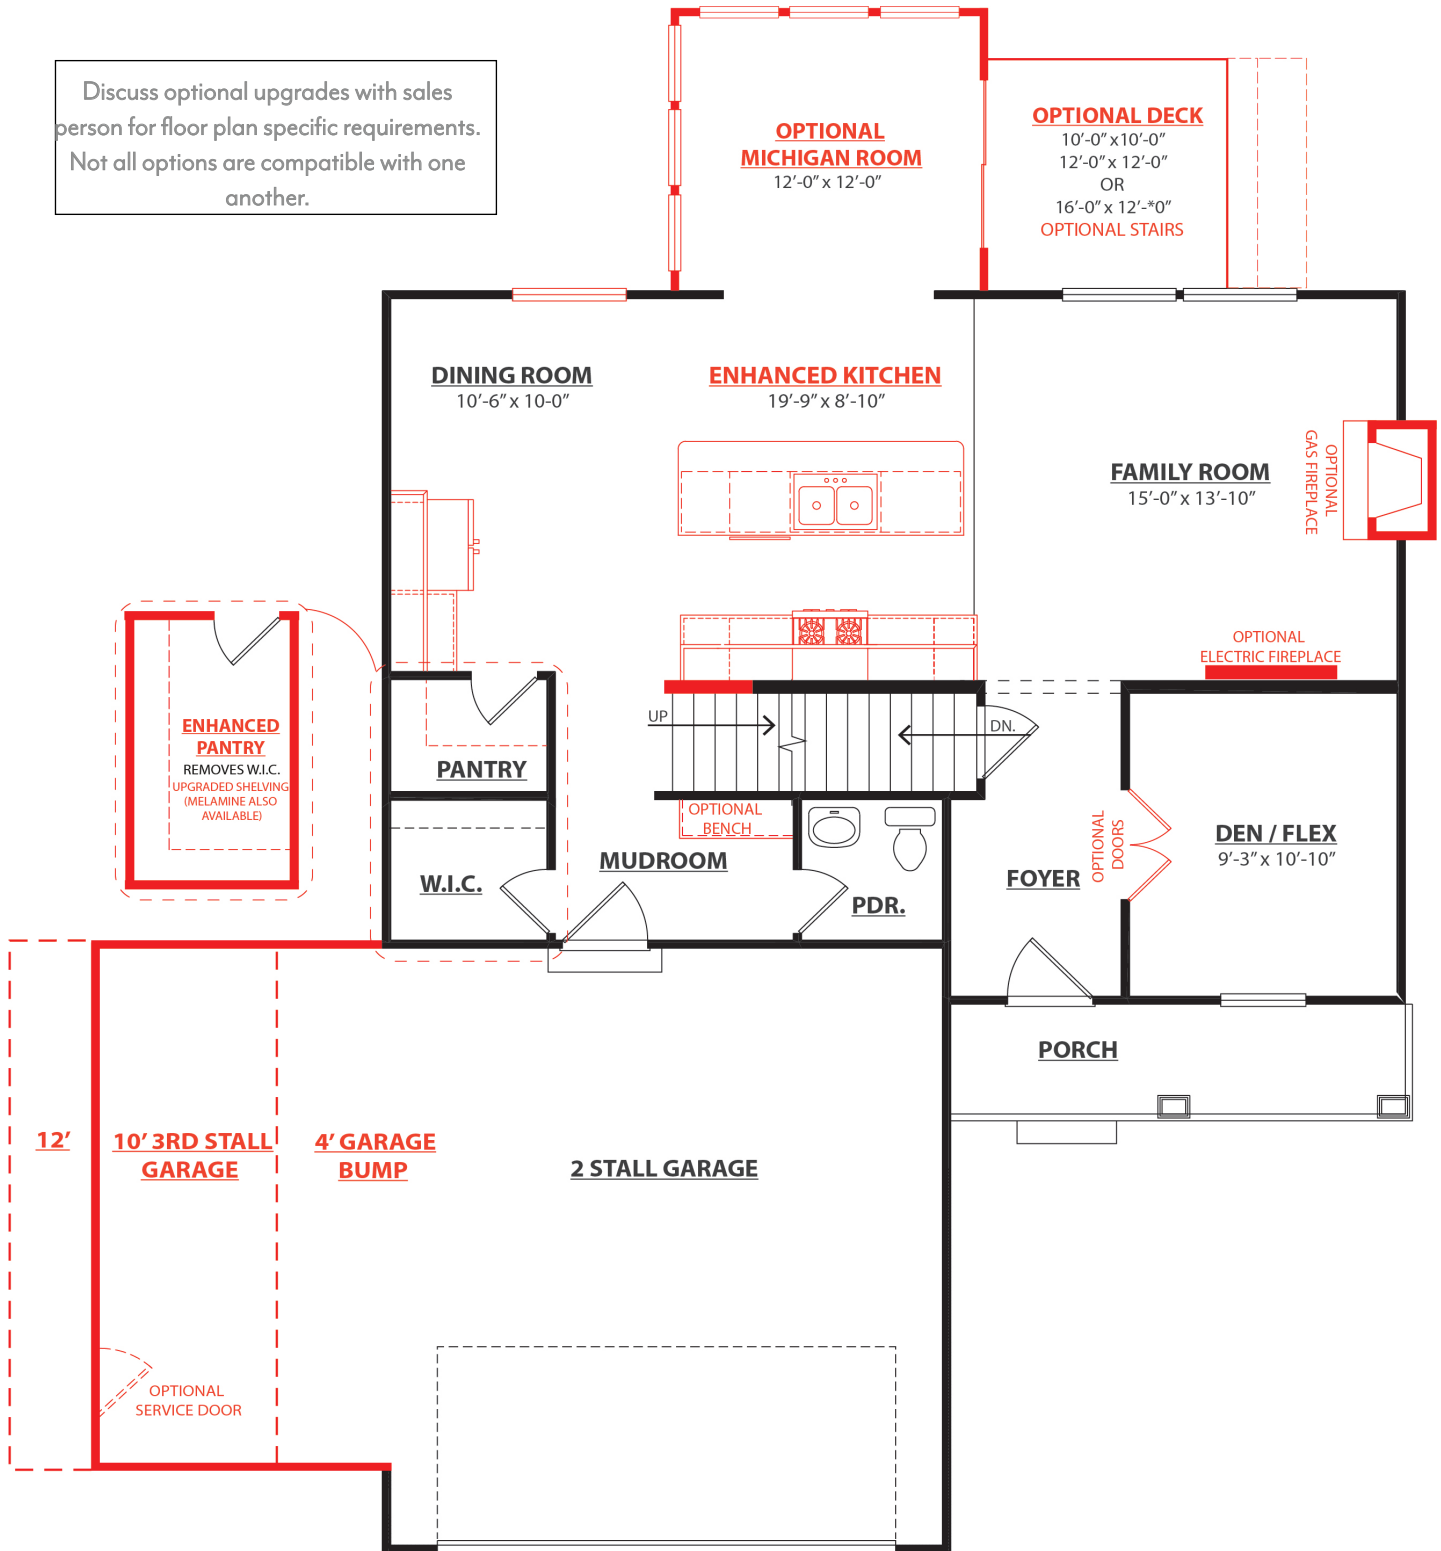 Discuss optional upgrades with sales
person for floor plan specific requirements.
Not all options are compatible with one
another.
OPTIONAL
MICHIGAN ROOM
12'-0” x 12'-0”
OPTIONAL DECK
10'-0” x10'-0”
12'-0” x 12'-0”
OR
16'-0” x 12'-*0”
OPTIONAL STAIRS
DINING ROOM
10'-6” x 10-0”
ENHANCED KITCHEN
19'-9” x 8'-10”
FAMILY ROOM
15'-0” x 13'-10”
OPTIONAL
GAS FIREPLACE
OPTIONAL
ELECTRIC FIREPLACE
ENHANCED
PANTRY
REMOVES W.I.C.
UPGRADED SHELVING
(MELAMINE ALSO
AVAILABLE)
PANTRY
UP
DN.
OPTIONAL
BENCH
MUDROOM
W.I.C.
PDR.
FOYER
OPTIONAL
DOORS
DEN / FLEX
9'-3” x 10'-10”
PORCH
12'
10' 3RD STALL
GARAGE
4' GARAGE
BUMP
2 STALL GARAGE
OPTIONAL
SERVICE DOOR